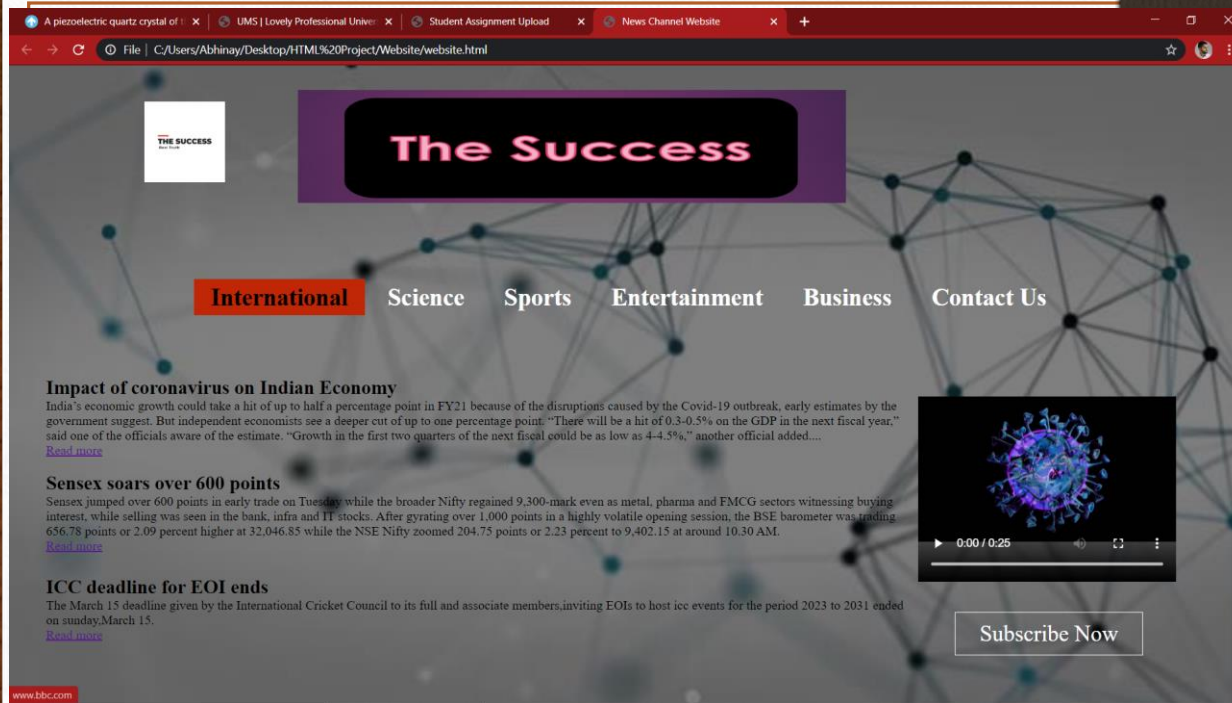 A piezoelectric quartz crystal of t
UMS | Lovely Professional Univer
Student Assignment Upload
News Channel Website
File | C:/Users/Abhinay/Desktop/HTML%20Project/Website/website.html
THE SUCCESS
The Success
International
Science
Sports
Entertainment
Business
Contact Us
Impact of coronavirus on Indian Economy
India’s economic growth could take a hit of up to half a percentage point in FY21 because of the disruptions caused by the Covid-19 outbreak, early estimates by the
government suggest. But independent economists see a deeper cut of up to one percentage point. “There will be a hit of 0.3-0.5% on the GDP in the next fiscal year,”
said one of the officials aware of the estimate. “Growth in the first two quarters of the next fiscal could be as low as 4-4.5%,” another official added....
Read more
Sensex soars over 600 points
Sensex jumped over 600 points in early trade on Tuesday while the broader Nifty regained 9,300-mark even as metal, pharma and FMCG sectors witnessing buying
interest, while selling was seen in the bank, infra and IT stocks. After gyrating over 1,000 points in a highly volatile opening session, the BSE barometer was trading
656.78 points or 2.09 percent higher at 32,046.85 while the NSE Nifty zoomed 204.75 points or 2.23 percent to 9,402.15 at around 10.30 AM.
Read more
ICC deadline for EOI ends
The March 15 deadline given by the International Cricket Council to its full and associate members,inviting EOIs to host icc events for the period 2023 to 2031 ended
on sunday,March 15.
Read more
0:00 / 0:25
Subscribe Now
www.bbc.com